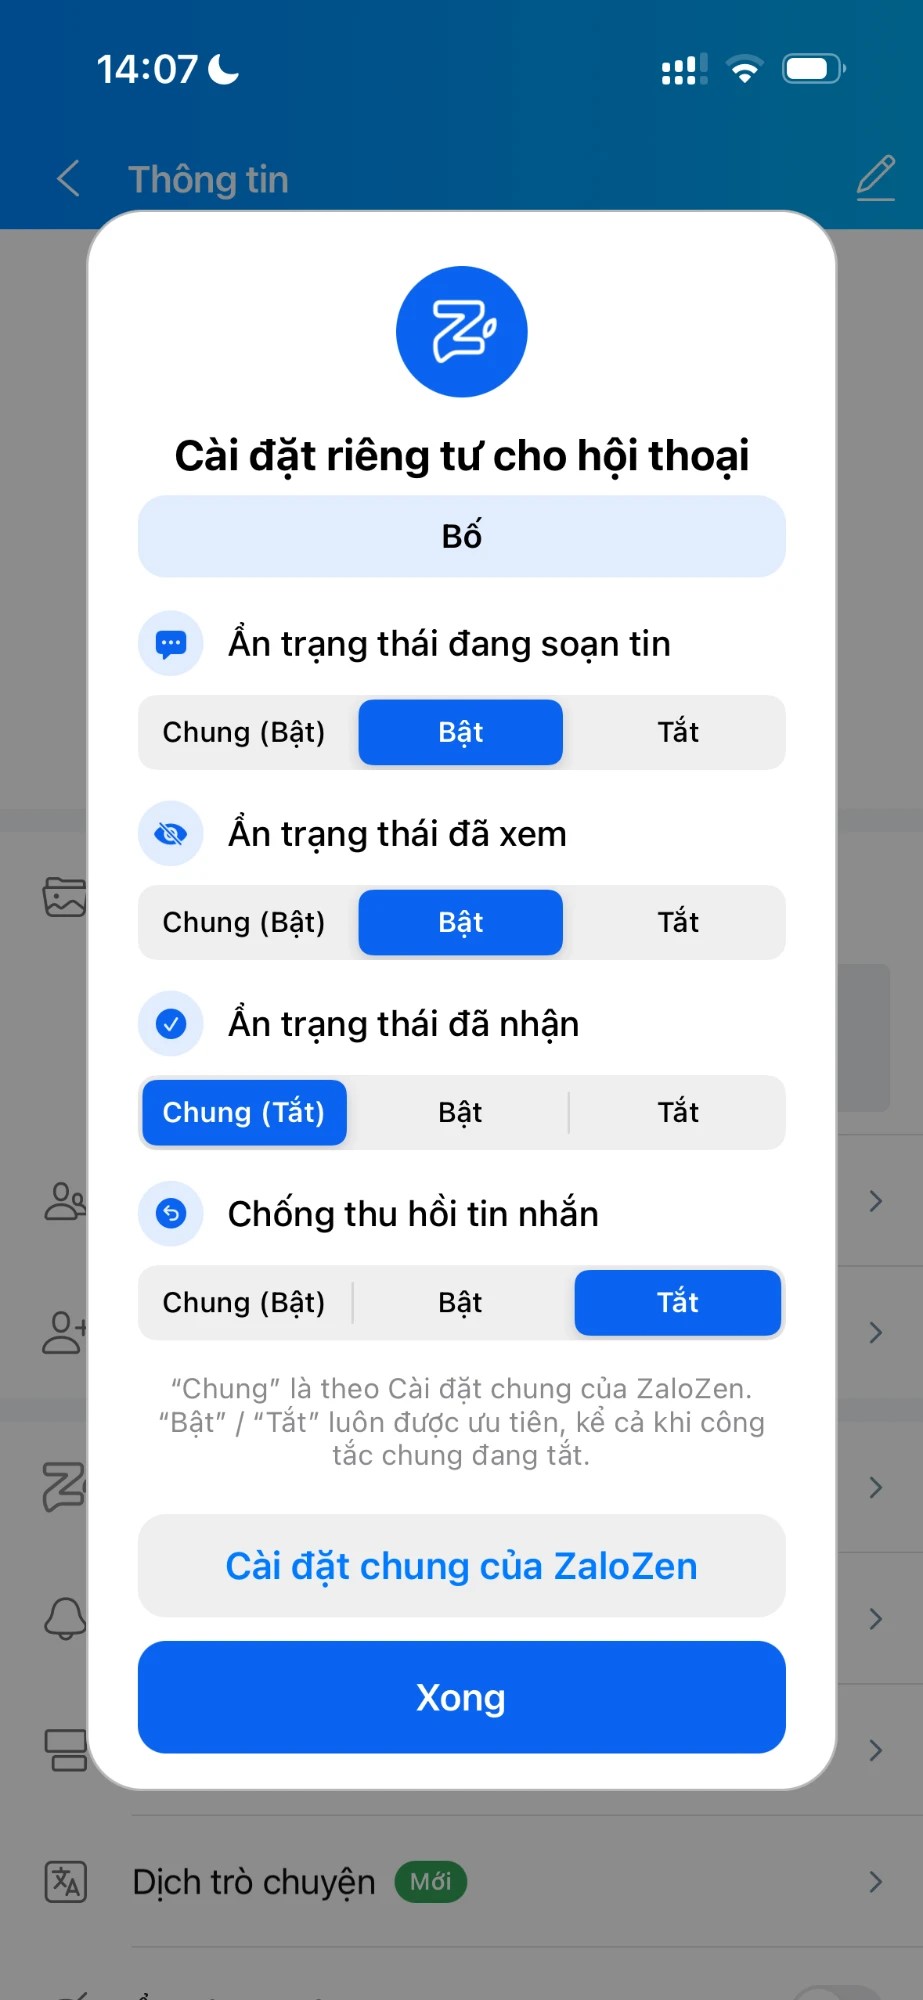 14:07
Thông tin
Cài đặt riêng tư cho hội thoại
Bố
Ẩn trạng thái đang soạn tin
Chung (Bật) Bật Tắt
Ẩn trạng thái đã xem
Chung (Bật) Bật Tắt
Ẩn trạng thái đã nhận
Chung (Tắt) Bật Tắt
Chống thu hồi tin nhắn
Chung (Bật) Bật Tắt
“Chung” là theo Cài đặt chung của ZaloZen.
“Bật” / “Tắt” luôn được ưu tiên, kể cả khi công
tắc chung đang tắt.
Cài đặt chung của ZaloZen
Xong
Dịch trò chuyện Mới